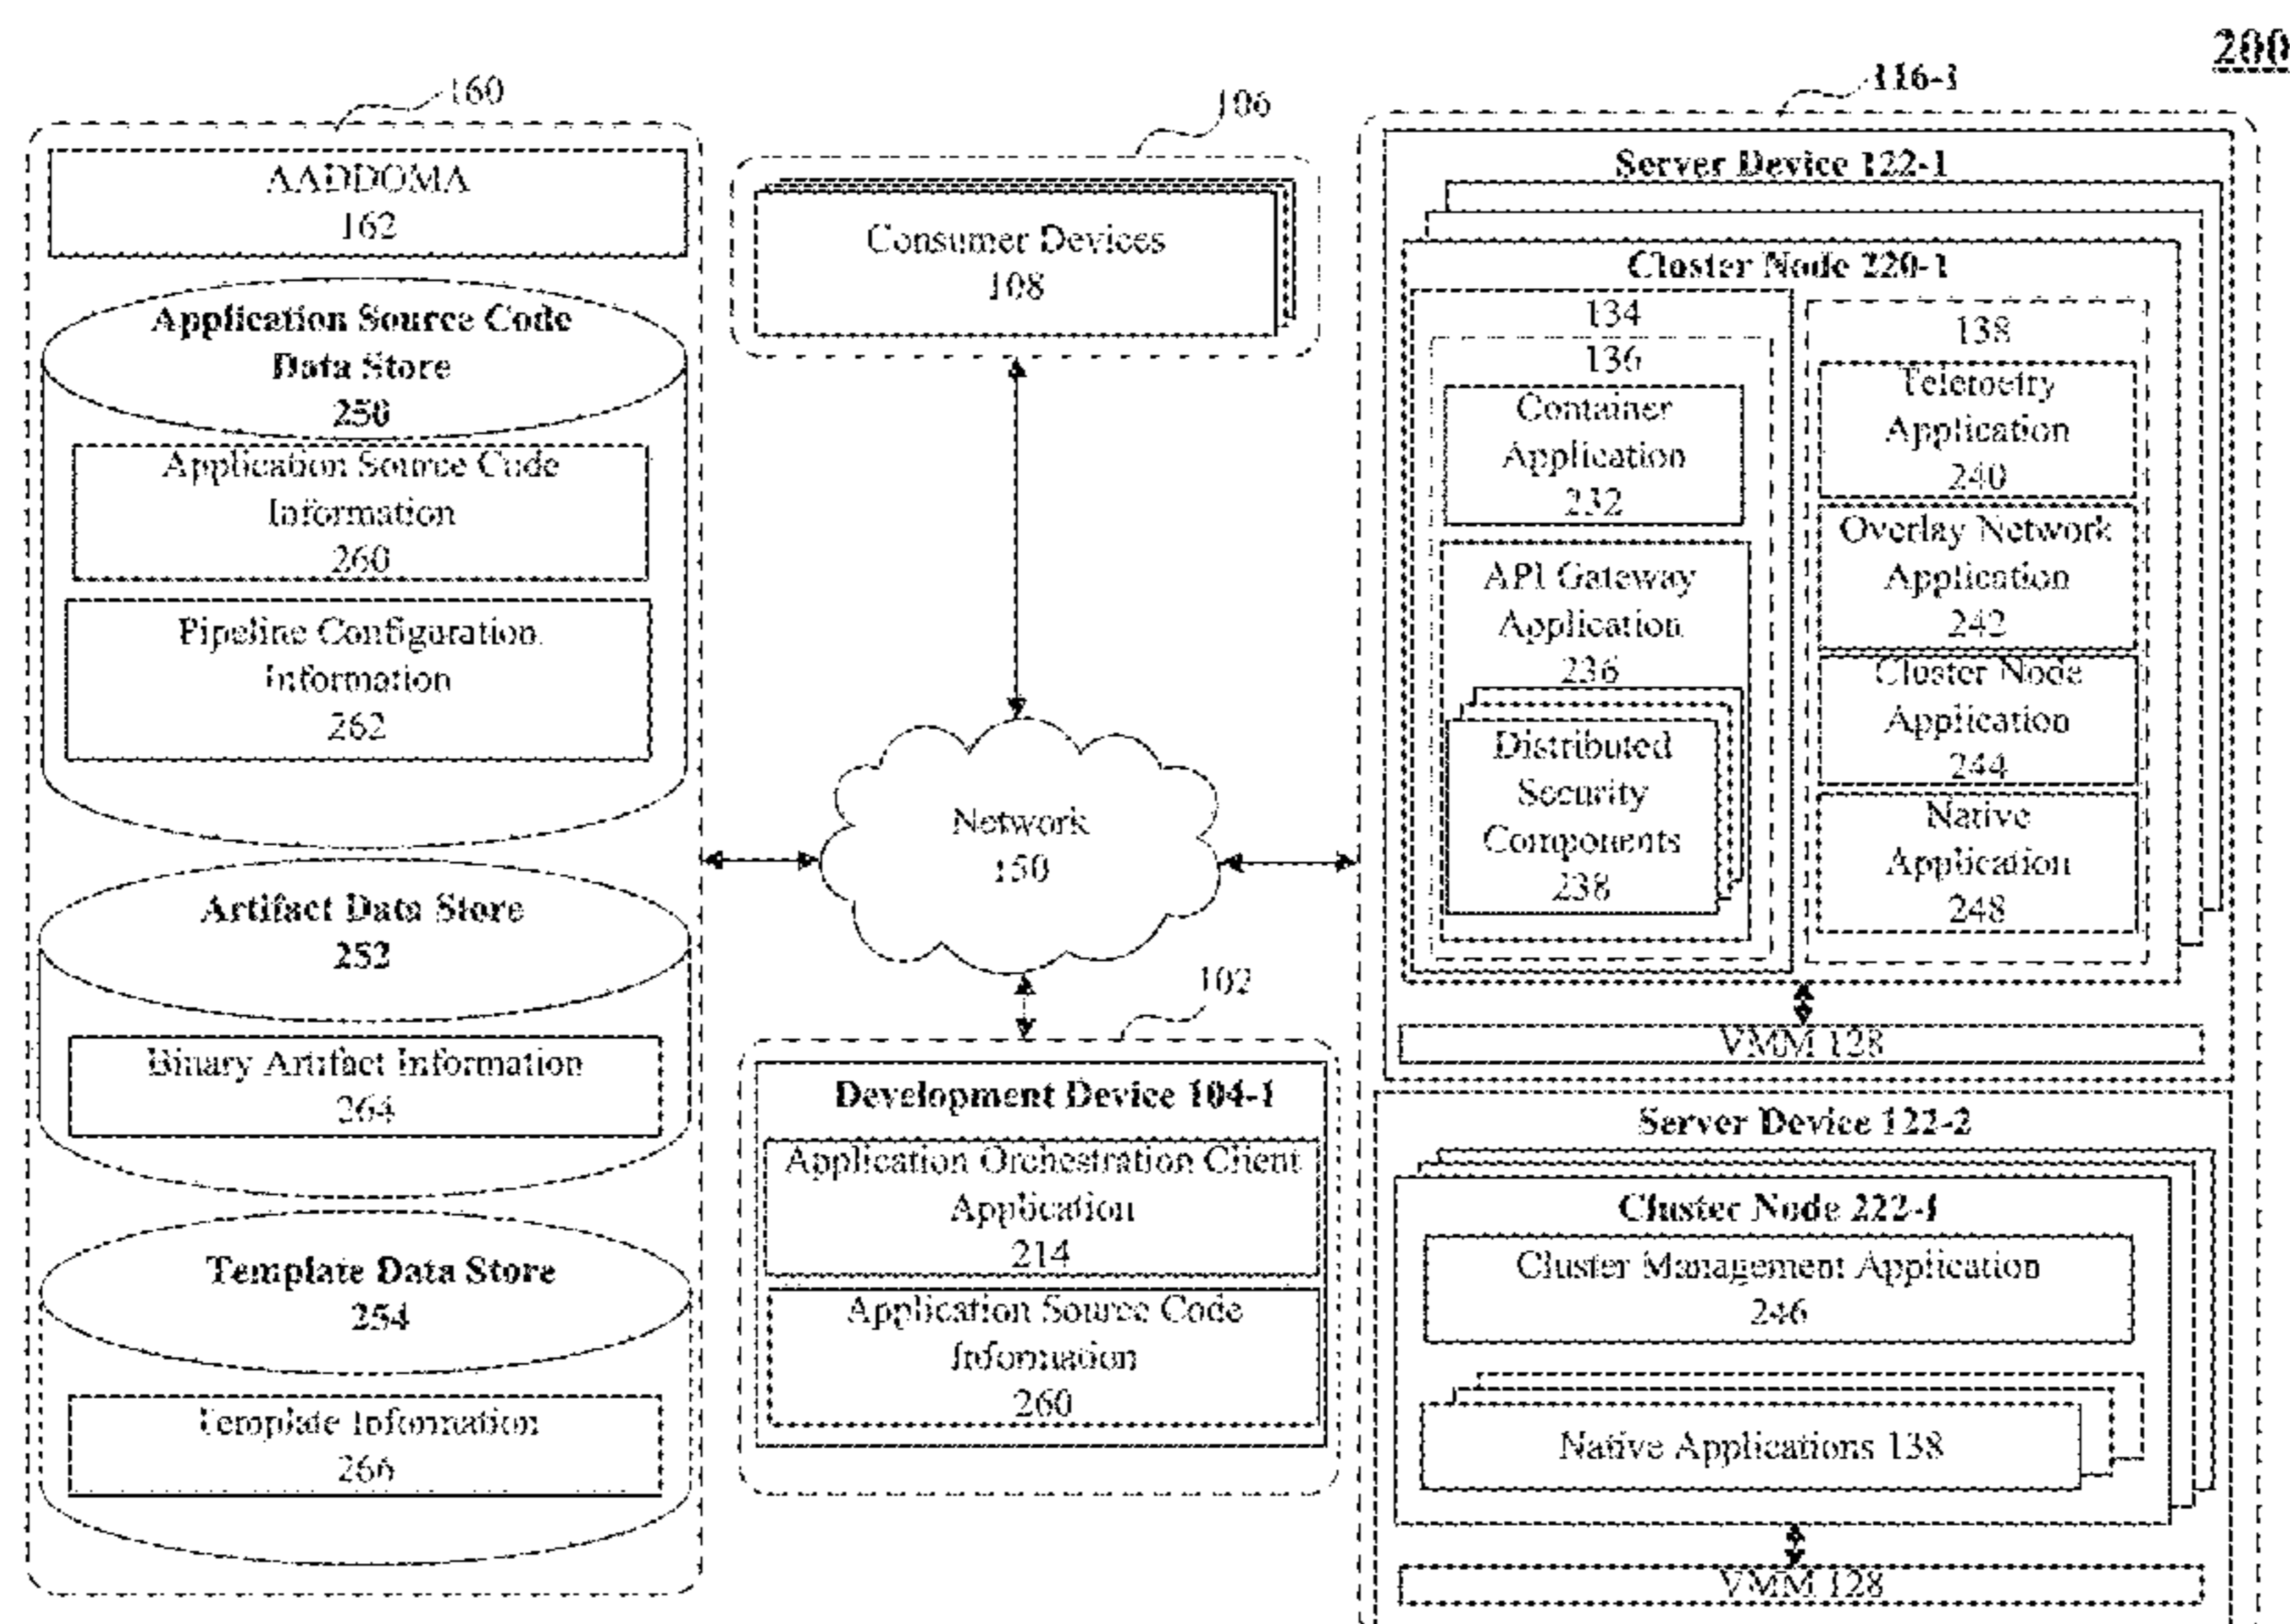 200
160
AADDOMA
162
Application Source Code
Data Store
250
Application Source Code
Information
260
Pipeline Configuration
Information
262
Artifact Data Store
252
Binary Artifact Information
264
Template Data Store
254
Template Information
266
106
Consumer Devices
108
Network
150
102
Development Device 104-1
Application Orchestration Client
Application
214
Application Source Code
Information
260
116-1
Server Device 122-1
Cluster Node 220-1
134
136
Container
Application
232
API Gateway
Application
236
Distributed
Security
Components
238
138
Telemetry
Application
240
Overlay Network
Application
242
Cluster Node
Application
244
Native
Application
248
VMM 128
Server Device 122-2
Cluster Node 222-1
Cluster Management Application
246
Native Applications 138
VMM 128